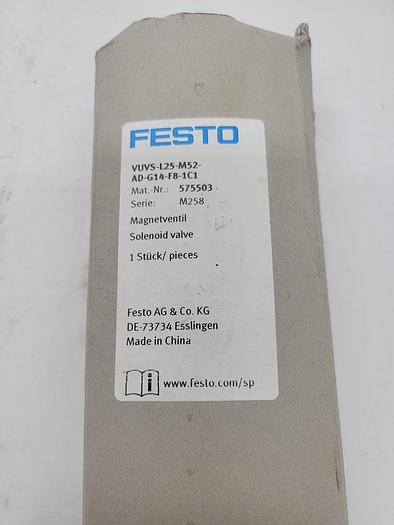 FESTO
VUVS-L25-M52-
AD-G14-F8-1C1
Mat.-Nr.: 575503
Serie: M258
Magnetventil
Solenoid valve
1 Stück/ pieces
Festo AG & Co. KG
DE-73734 Esslingen
Made in China
www.festo.com/sp